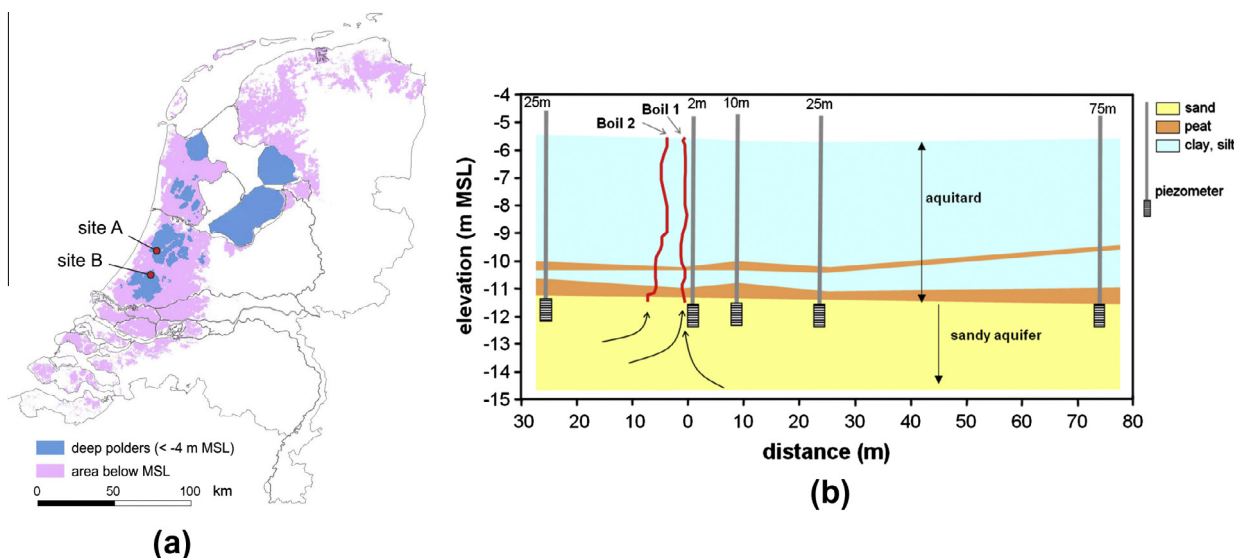 site A
site B
deep polders (< -4 m MSL)
area below MSL
0 50 100 km
(a)
25m Boil 2 Boil 1 2m 10m 25m 75m
elevation (m MSL)
-4
-5
-6
-7
-8
-9
-10
-11
-12
-13
-14
-15
aquitard
sandy aquifer
30 20 10 0 10 20 30 40 50 60 70 80
distance (m)
sand
peat
clay, silt
piezometer
(b)